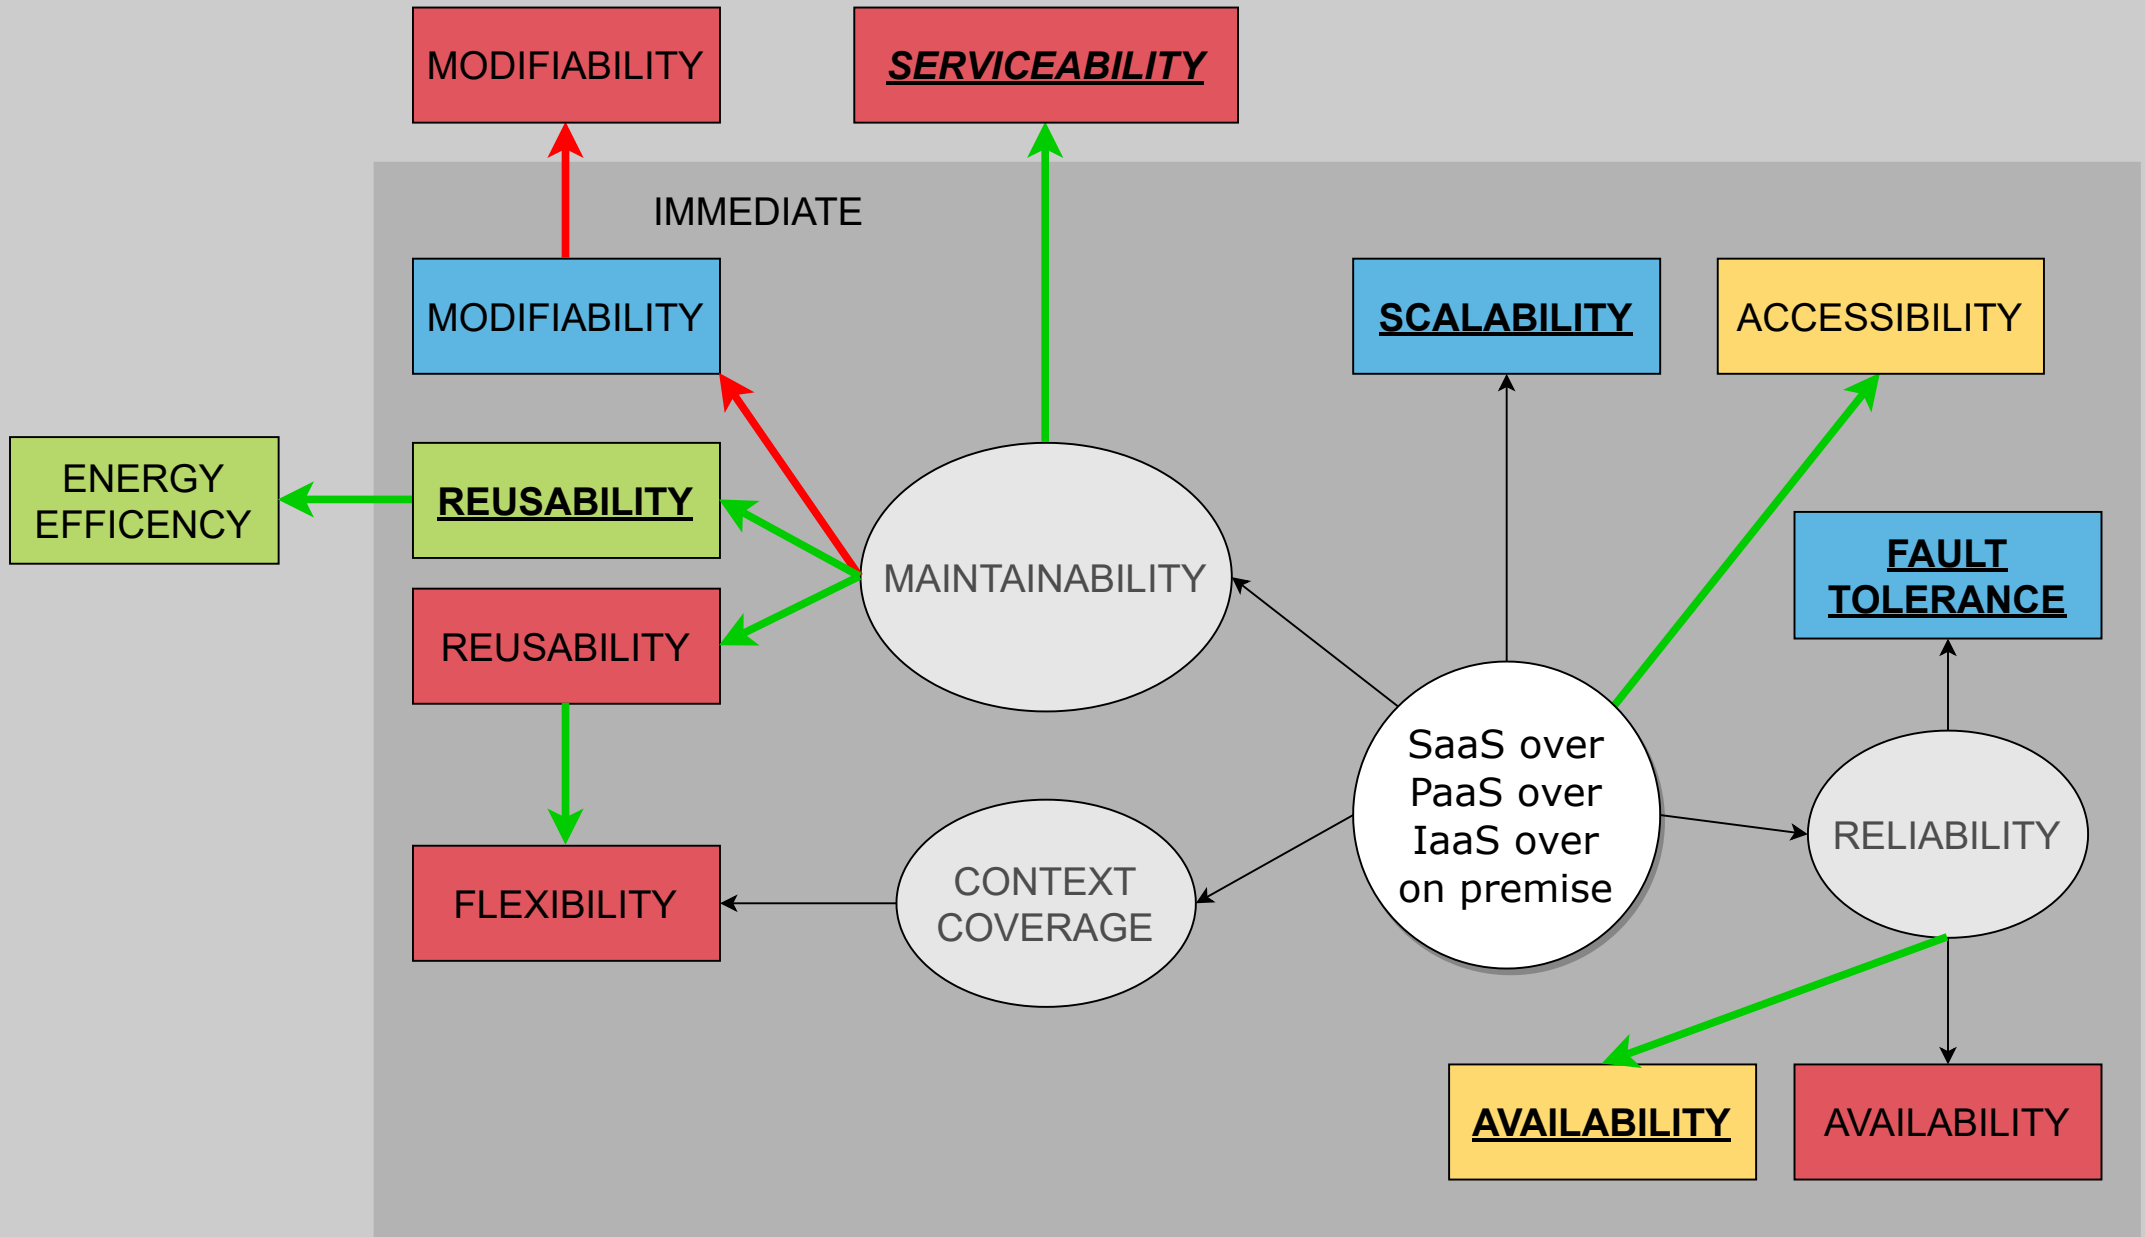 MODIFIABILITY
SERVICEABILITY
IMMEDIATE
MODIFIABILITY
SCALABILITY
ACCESSIBILITY
ENERGY
EFFICENCY
REUSABILITY
MAINTAINABILITY
FAULT
TOLERANCE
REUSABILITY
SaaS over
PaaS over
IaaS over
on premise
RELIABILITY
FLEXIBILITY
CONTEXT
COVERAGE
AVAILABILITY
AVAILABILITY